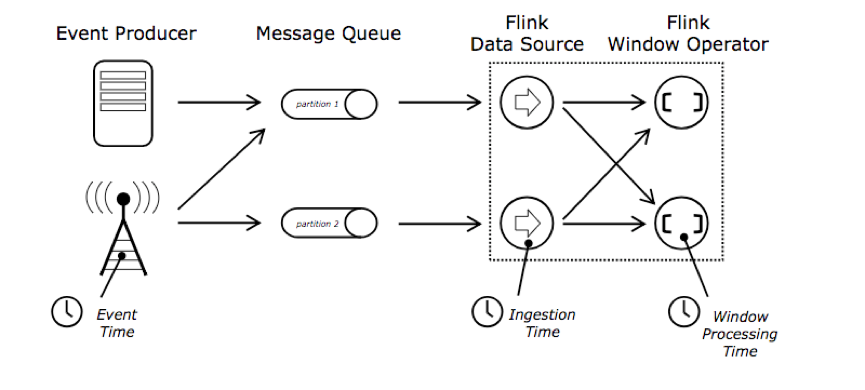 Event Producer
Message Queue
Flink
Data Source
Flink
Window Operator
partition 1
partition 2
Event
Time
Ingestion
Time
Window
Processing
Time